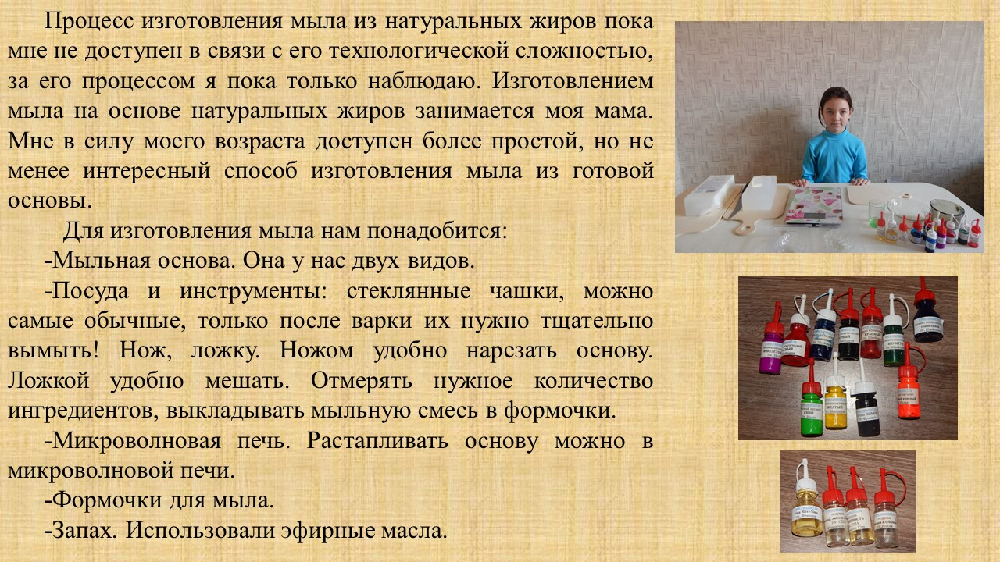 Процесс изготовления мыла из натуральных жиров пока
мне не доступен в связи с его технологической сложностью,
за его процессом я пока только наблюдаю. Изготовлением
мыла на основе натуральных жиров занимается моя мама.
Мне в силу моего возраста доступен более простой, но не
менее интересный способ изготовления мыла из готовой
основы.
Для изготовления мыла нам понадобится:
-Мыльная основа. Она у нас двух видов.
-Посуда и инструменты: стеклянные чашки, можно
самые обычные, только после варки их нужно тщательно
вымыть! Нож, ложку. Ножом удобно нарезать основу.
Ложкой удобно мешать. Отмерять нужное количество
ингредиентов, выкладывать мыльную смесь в формочки.
-Микроволновая печь. Растапливать основу можно в
микроволновой печи.
-Формочки для мыла.
-Запах. Использовали эфирные масла.